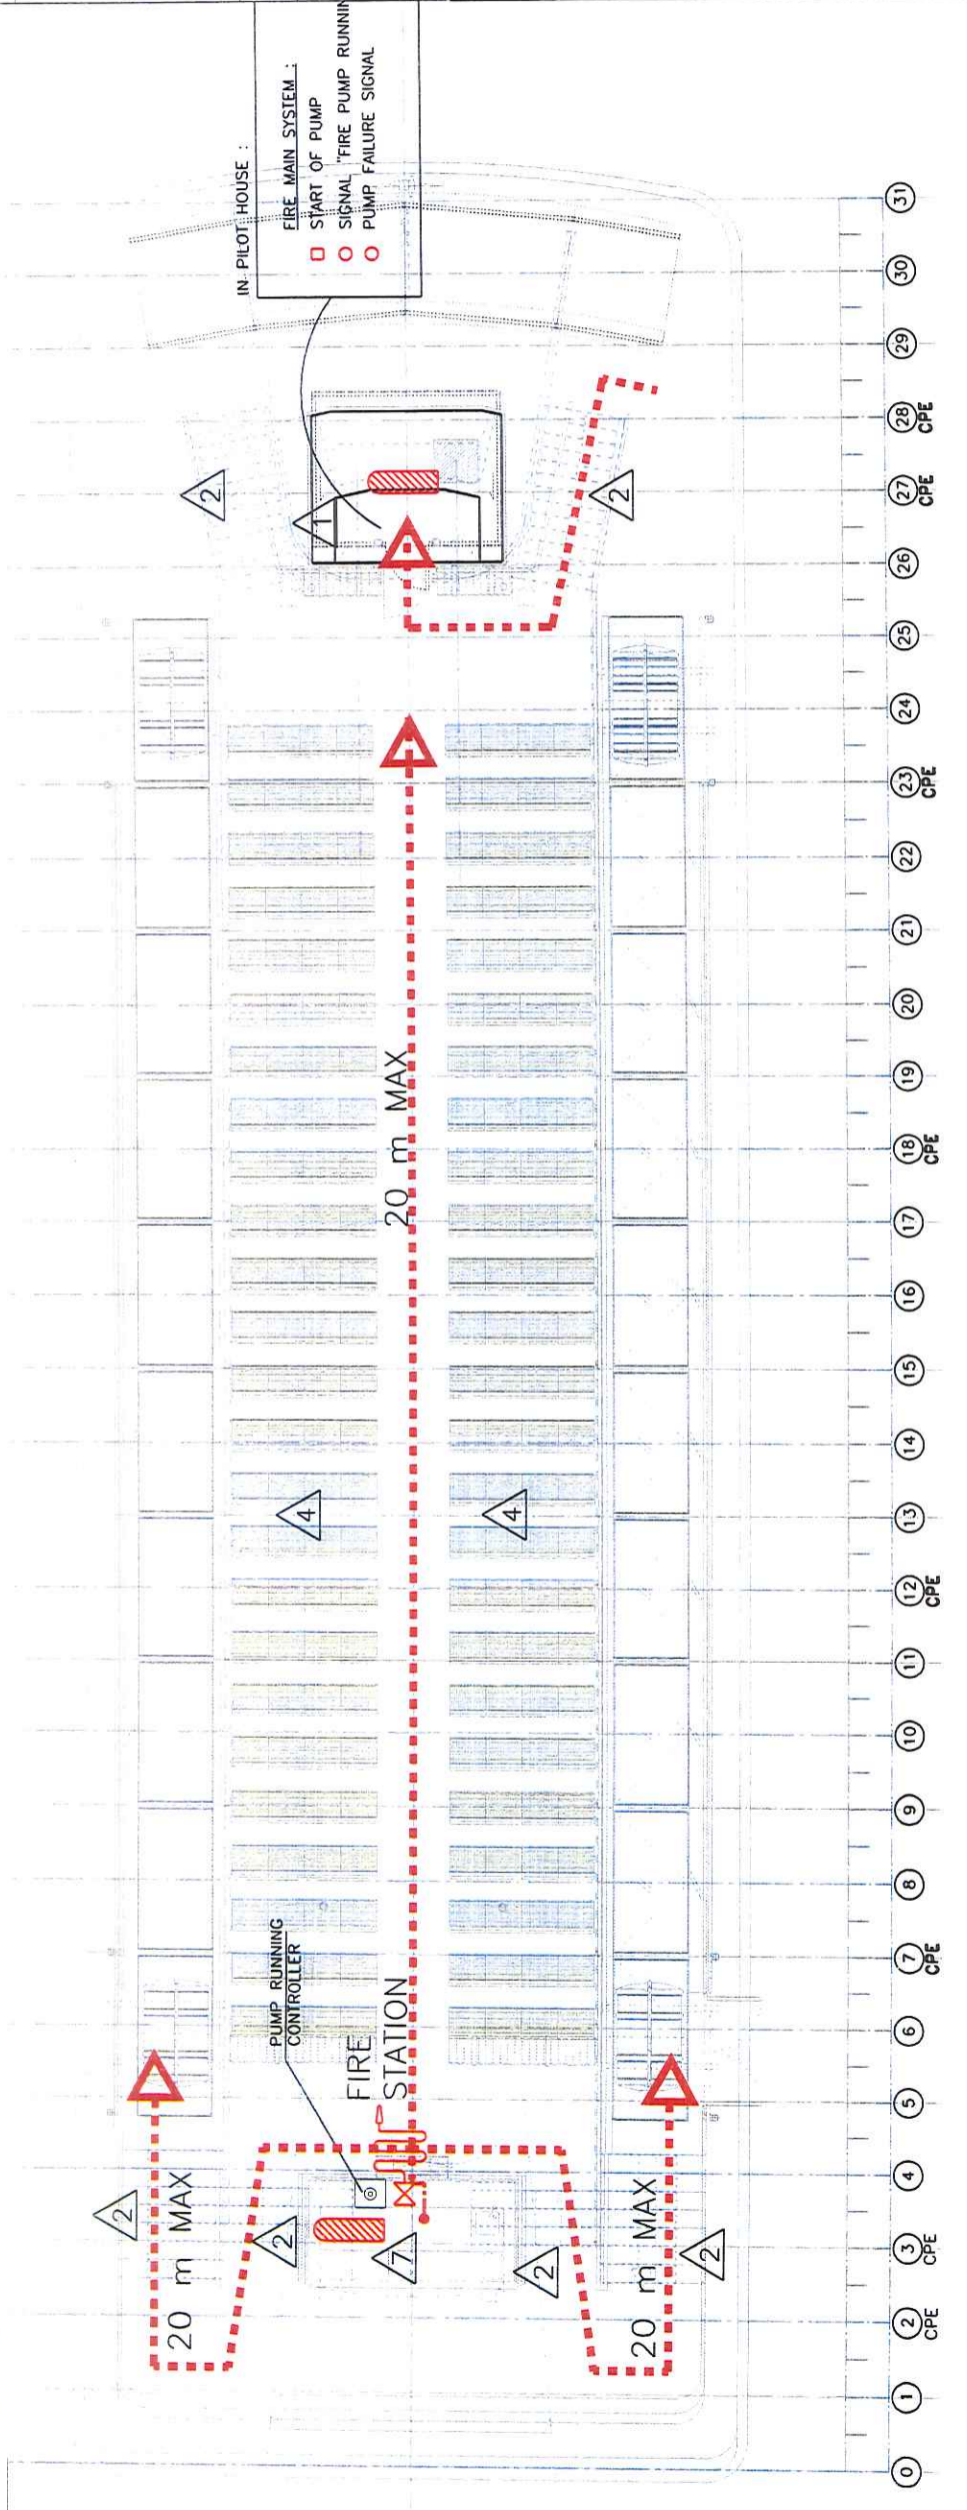 IN PILOT HOUSE :
FIRE MAIN SYSTEM :
START OF PUMP
SIGNAL "FIRE PUMP RUNNIN
PUMP FAILURE SIGNAL
2
1
2
20 m MAX
4
4
PUMP RUNNING
CONTROLLER
FIRE
STATION
2
20 m MAX
2
7
2
20 m MAX
2
0
1
2
CPE
3
CPE
4
5
6
7
CPE
8
9
10
11
12
CPE
13
14
15
16
17
18
CPE
19
20
21
22
23
CPE
24
25
26
27
CPE
28
CPE
29
30
31